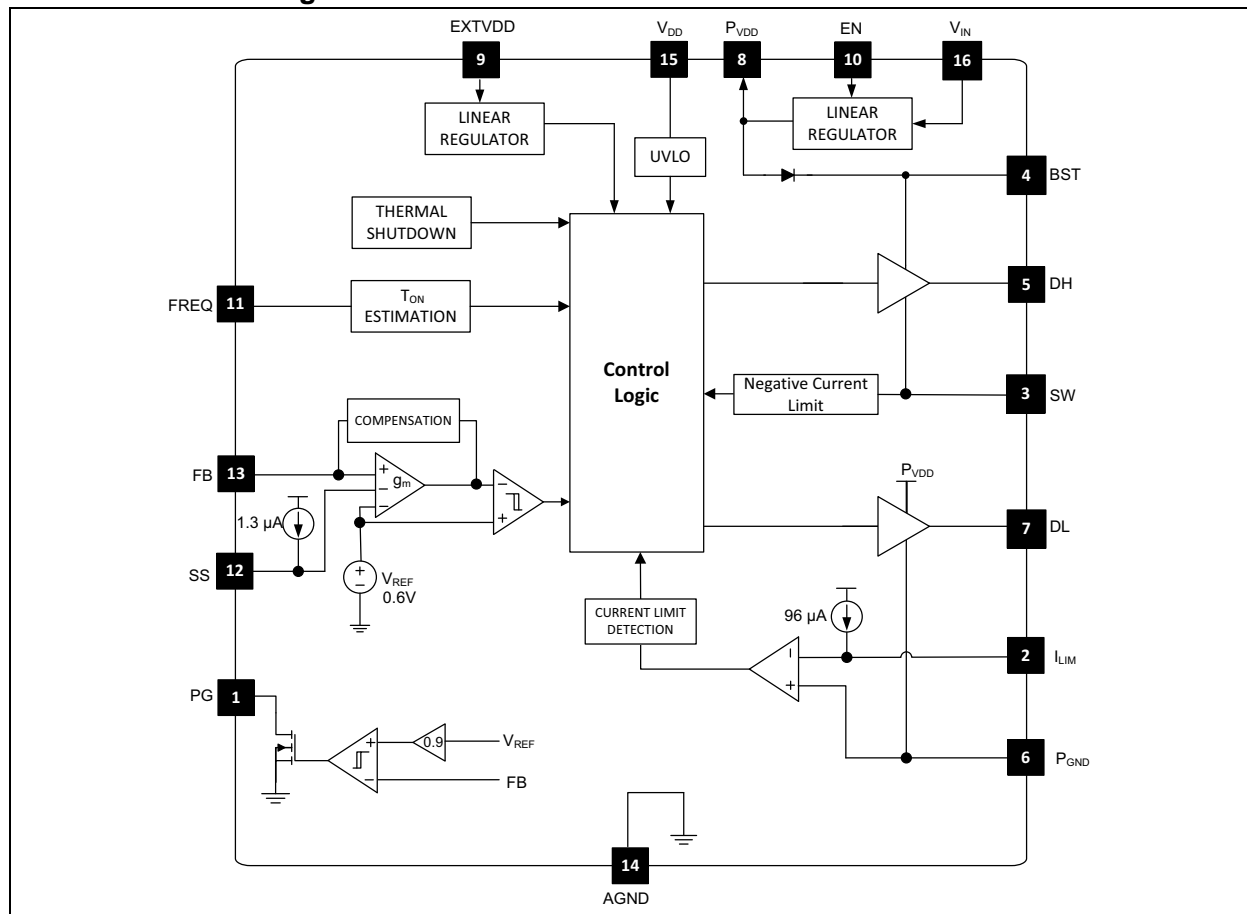 EXTVDD
VDD
PVDD
EN
VIN
9
15
8
10
16
LINEAR
REGULATOR
LINEAR
REGULATOR
UVLO
4
BST
THERMAL
SHUTDOWN
5
DH
FREQ
11
TON
ESTIMATION
Control
Logic
Negative Current
Limit
3
SW
COMPENSATION
FB
13
+
gm
−
−
−
+
PVDD
1.3 µA
7
DL
SS
12
+
−
VREF
0.6V
CURRENT LIMIT
DETECTION
96 µA
−
2
ILIM
+
PG
1
6
PGND
+
0.9
VREF
−
FB
14
AGND